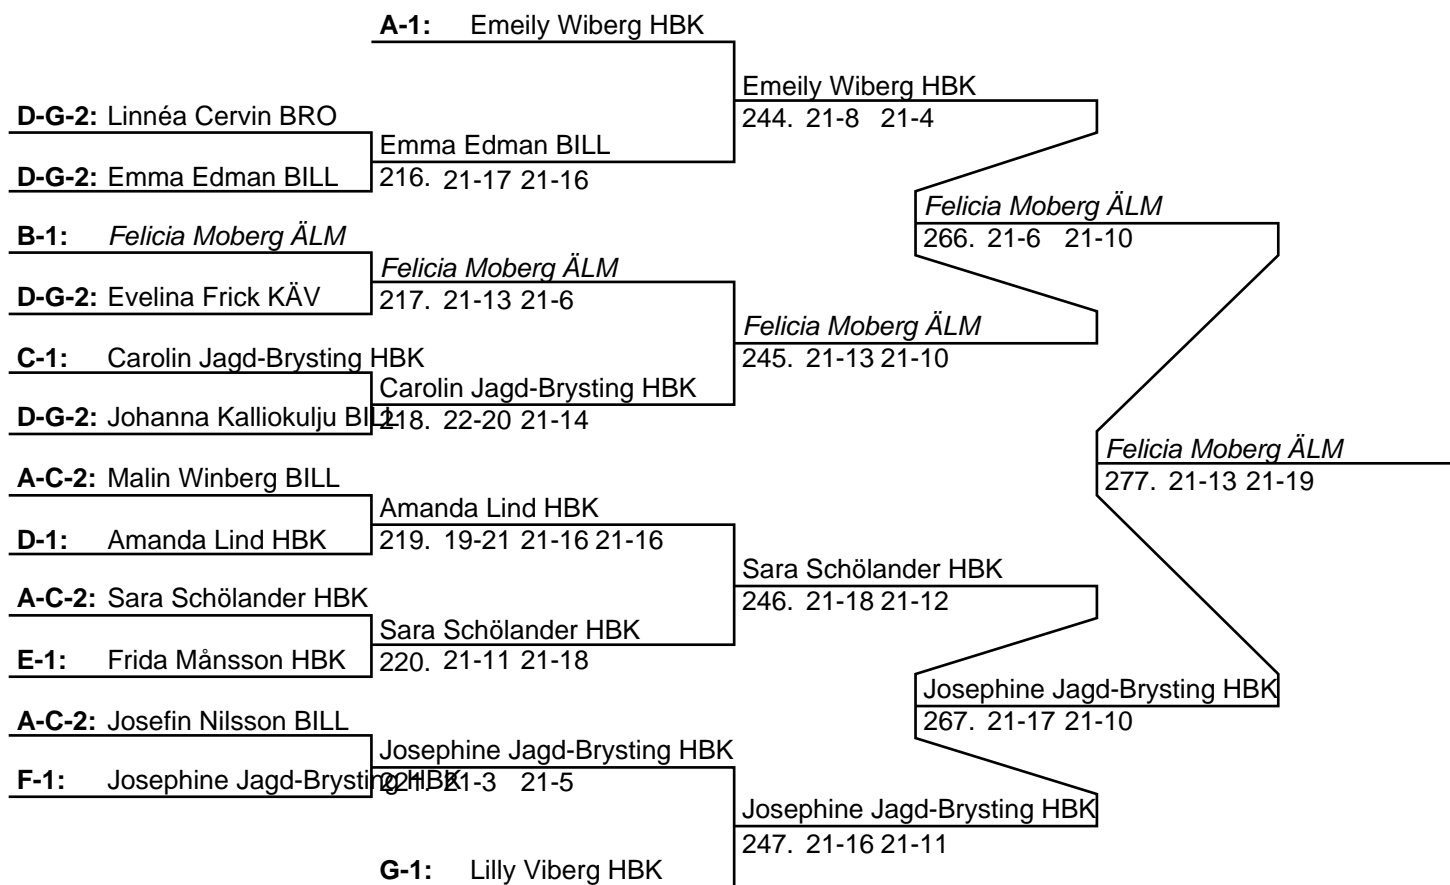 A-1: Emeily Wiberg HBK
Emeily Wiberg HBK
244. 21-8 21-4
D-G-2: Linnéa Cervin BRO
Emma Edman BILL
216. 21-17 21-16
D-G-2: Emma Edman BILL
Felicia Moberg ÄLM
266. 21-6 21-10
B-1: Felicia Moberg ÄLM
Felicia Moberg ÄLM
217. 21-13 21-6
D-G-2: Evelina Frick KÄV
Felicia Moberg ÄLM
245. 21-13 21-10
C-1: Carolin Jagd-Brysting HBK
Carolin Jagd-Brysting HBK
218. 22-20 21-14
D-G-2: Johanna Kalliokulju BILL
Felicia Moberg ÄLM
277. 21-13 21-19
A-C-2: Malin Winberg BILL
Amanda Lind HBK
219. 19-21 21-16 21-16
D-1: Amanda Lind HBK
Sara Schölander HBK
246. 21-18 21-12
A-C-2: Sara Schölander HBK
Sara Schölander HBK
220. 21-11 21-18
E-1: Frida Månsson HBK
Josephine Jagd-Brysting HBK
267. 21-17 21-10
A-C-2: Josefin Nilsson BILL
Josephine Jagd-Brysting HBK
221. 21-3 21-5
F-1: Josephine Jagd-Brysting HBK
Josephine Jagd-Brysting HBK
247. 21-16 21-11
G-1: Lilly Viberg HBK